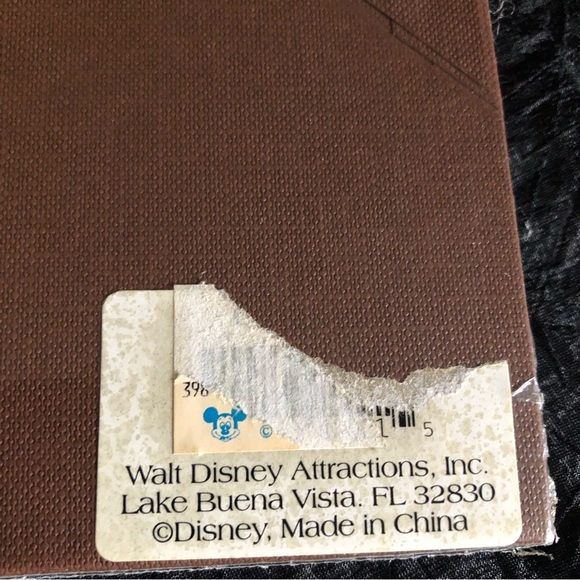 398
©
5
Walt Disney Attractions, Inc.
Lake Buena Vista. FL 32830
©Disney, Made in China